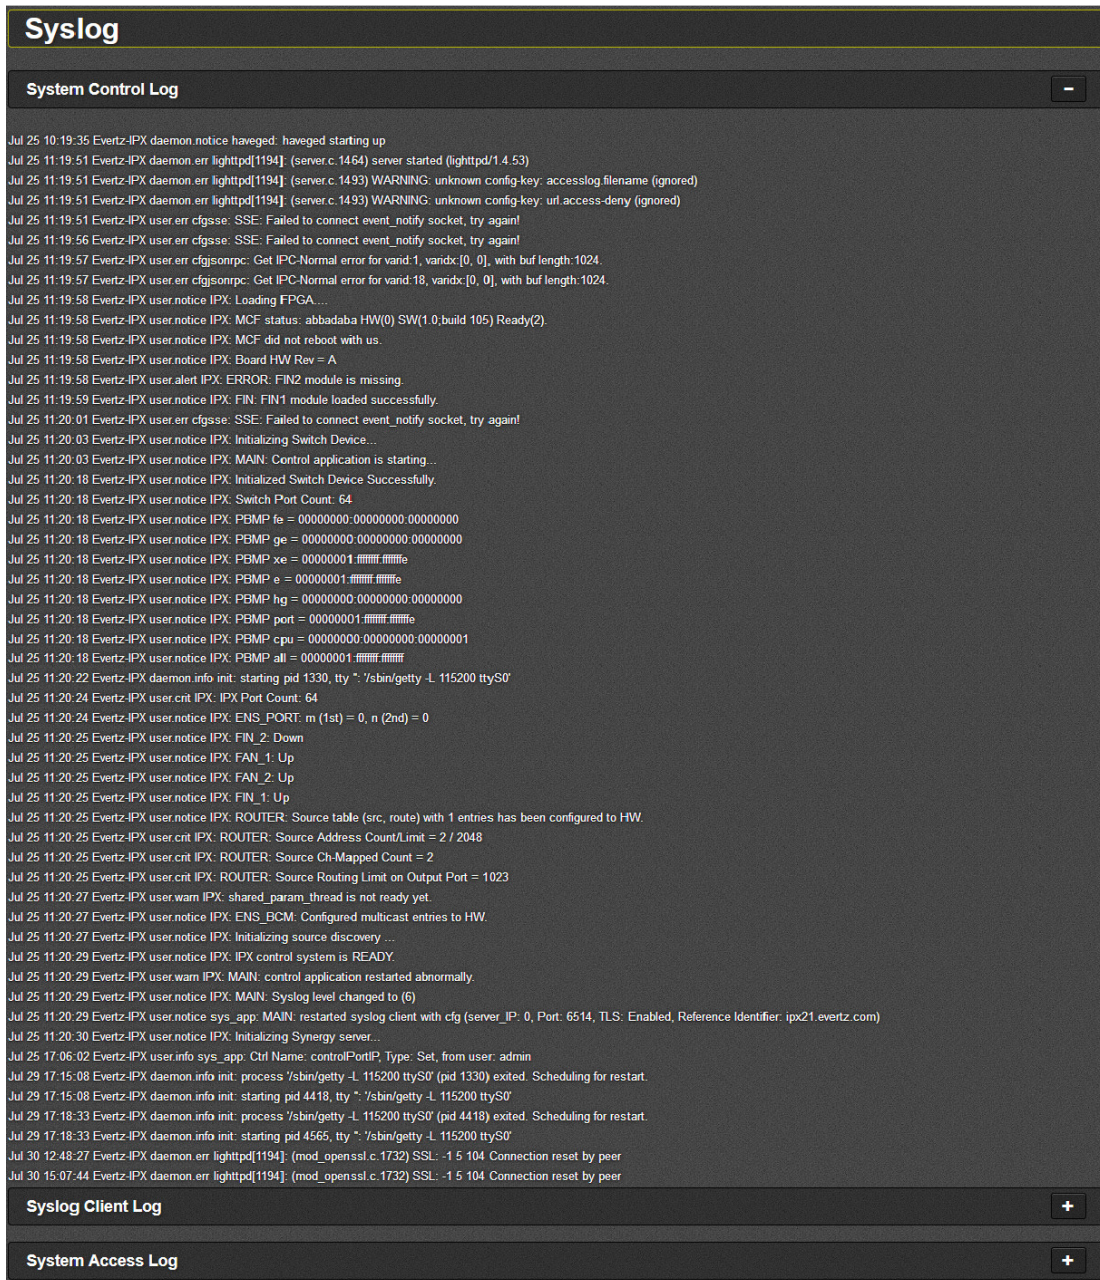 Syslog
System Control Log
Jul 25 10:19:35 Evertz-IPX daemon.notice haveged: haveged starting up
Jul 25 11:19:51 Evertz-IPX daemon.err lighttpd[1194]: (server.c.1464) server started (lighttpd/1.4.53)
Jul 25 11:19:51 Evertz-IPX daemon.err lighttpd[1194]: (server.c.1493) WARNING: unknown config-key: accesslog.filename (ignored)
Jul 25 11:19:51 Evertz-IPX daemon.err lighttpd[1194]: (server.c.1493) WARNING: unknown config-key: url.access-deny (ignored)
Jul 25 11:19:51 Evertz-IPX user.err cfgsse: SSE: Failed to connect event_notify socket, try again!
Jul 25 11:19:56 Evertz-IPX user.err cfgsse: SSE: Failed to connect event_notify socket, try again!
Jul 25 11:19:57 Evertz-IPX user.err cfgjsonrpc: Get IPC-Normal error for varid:1, varidx:[0, 0], with buf length:1024.
Jul 25 11:19:57 Evertz-IPX user.err cfgjsonrpc: Get IPC-Normal error for varid:18, varidx:[0, 0], with buf length:1024.
Jul 25 11:19:58 Evertz-IPX user.notice IPX: Loading FPGA....
Jul 25 11:19:58 Evertz-IPX user.notice IPX: MCF status: abbadaba HW(0) SW(1.0;build 105) Ready(2).
Jul 25 11:19:58 Evertz-IPX user.notice IPX: MCF did not reboot with us.
Jul 25 11:19:58 Evertz-IPX user.notice IPX: Board HW Rev = A
Jul 25 11:19:58 Evertz-IPX user.alert IPX: ERROR: FIN2 module is missing.
Jul 25 11:19:59 Evertz-IPX user.notice IPX: FIN: FIN1 module loaded successfully.
Jul 25 11:20:01 Evertz-IPX user.err cfgsse: SSE: Failed to connect event_notify socket, try again!
Jul 25 11:20:03 Evertz-IPX user.notice IPX: Initializing Switch Device...
Jul 25 11:20:03 Evertz-IPX user.notice IPX: MAIN: Control application is starting...
Jul 25 11:20:18 Evertz-IPX user.notice IPX: Initialized Switch Device Successfully.
Jul 25 11:20:18 Evertz-IPX user.notice IPX: Switch Port Count: 64
Jul 25 11:20:18 Evertz-IPX user.notice IPX: PBMP fe = 00000000:00000000:00000000
Jul 25 11:20:18 Evertz-IPX user.notice IPX: PBMP ge = 00000000:00000000:00000000
Jul 25 11:20:18 Evertz-IPX user.notice IPX: PBMP xe = 00000001:ffffffff:fffffffe
Jul 25 11:20:18 Evertz-IPX user.notice IPX: PBMP e = 00000001:ffffffff:fffffffe
Jul 25 11:20:18 Evertz-IPX user.notice IPX: PBMP hg = 00000000:00000000:00000000
Jul 25 11:20:18 Evertz-IPX user.notice IPX: PBMP port = 00000001:ffffffff:fffffffe
Jul 25 11:20:18 Evertz-IPX user.notice IPX: PBMP cpu = 00000000:00000000:00000001
Jul 25 11:20:18 Evertz-IPX user.notice IPX: PBMP all = 00000001:ffffffff:ffffffff
Jul 25 11:20:22 Evertz-IPX daemon.info init: starting pid 1330, tty '': '/sbin/getty -L 115200 ttyS0'
Jul 25 11:20:24 Evertz-IPX user.crit IPX: IPX Port Count: 64
Jul 25 11:20:24 Evertz-IPX user.notice IPX: ENS_PORT: m (1st) = 0, n (2nd) = 0
Jul 25 11:20:25 Evertz-IPX user.notice IPX: FIN_2: Down
Jul 25 11:20:25 Evertz-IPX user.notice IPX: FAN_1: Up
Jul 25 11:20:25 Evertz-IPX user.notice IPX: FAN_2: Up
Jul 25 11:20:25 Evertz-IPX user.notice IPX: FIN_1: Up
Jul 25 11:20:25 Evertz-IPX user.notice IPX: ROUTER: Source table (src, route) with 1 entries has been configured to HW.
Jul 25 11:20:25 Evertz-IPX user.crit IPX: ROUTER: Source Address Count/Limit = 2 / 2048
Jul 25 11:20:25 Evertz-IPX user.crit IPX: ROUTER: Source Ch-Mapped Count = 2
Jul 25 11:20:25 Evertz-IPX user.crit IPX: ROUTER: Source Routing Limit on Output Port = 1023
Jul 25 11:20:27 Evertz-IPX user.warn IPX: shared_param_thread is not ready yet.
Jul 25 11:20:27 Evertz-IPX user.notice IPX: ENS_BCM: Configured multicast entries to HW.
Jul 25 11:20:27 Evertz-IPX user.notice IPX: Initializing source discovery ...
Jul 25 11:20:29 Evertz-IPX user.notice IPX: IPX control system is READY.
Jul 25 11:20:29 Evertz-IPX user.warn IPX: MAIN: control application restarted abnormally.
Jul 25 11:20:29 Evertz-IPX user.notice IPX: MAIN: Syslog level changed to (6)
Jul 25 11:20:29 Evertz-IPX user.notice sys_app: MAIN: restarted syslog client with cfg (server_IP: 0, Port: 6514, TLS: Enabled, Reference Identifier: ipx21.evertz.com)
Jul 25 11:20:30 Evertz-IPX user.notice IPX: Initializing Synergy server...
Jul 25 17:06:02 Evertz-IPX user.info sys_app: Ctrl Name: controlPortIP, Type: Set, from user: admin
Jul 29 17:15:08 Evertz-IPX daemon.info init: process '/sbin/getty -L 115200 ttyS0' (pid 1330) exited. Scheduling for restart.
Jul 29 17:15:08 Evertz-IPX daemon.info init: starting pid 4418, tty '': '/sbin/getty -L 115200 ttyS0'
Jul 29 17:18:33 Evertz-IPX daemon.info init: process '/sbin/getty -L 115200 ttyS0' (pid 4418) exited. Scheduling for restart.
Jul 29 17:18:33 Evertz-IPX daemon.info init: starting pid 4565, tty '': '/sbin/getty -L 115200 ttyS0'
Jul 30 12:48:27 Evertz-IPX daemon.err lighttpd[1194]: (mod_openssl.c.1732) SSL: -1 5 104 Connection reset by peer
Jul 30 15:07:44 Evertz-IPX daemon.err lighttpd[1194]: (mod_openssl.c.1732) SSL: -1 5 104 Connection reset by peer
Syslog Client Log
System Access Log